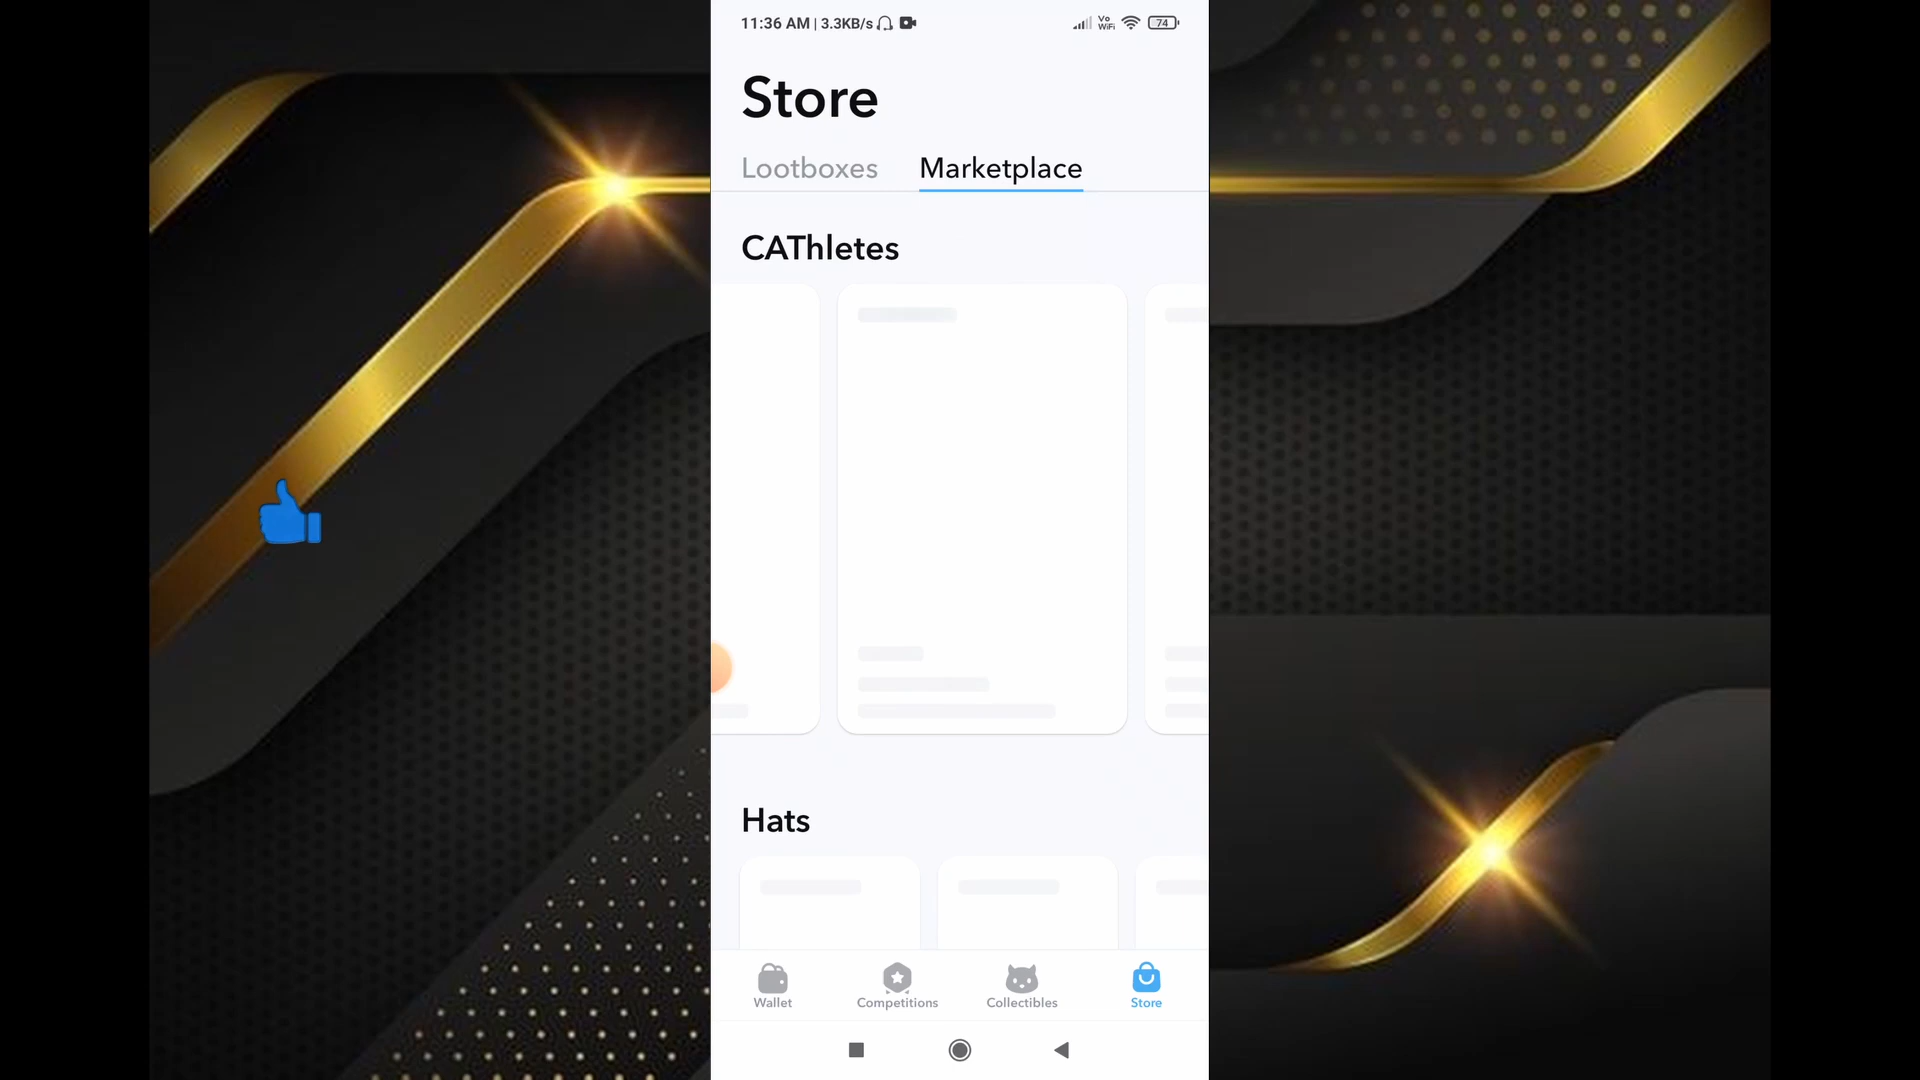 11:36 AM | 3.3KB/s
Vo
WiFi
74
Store
Lootboxes
Marketplace
CAThletes
Hats
Wallet
Competitions
Collectibles
Store